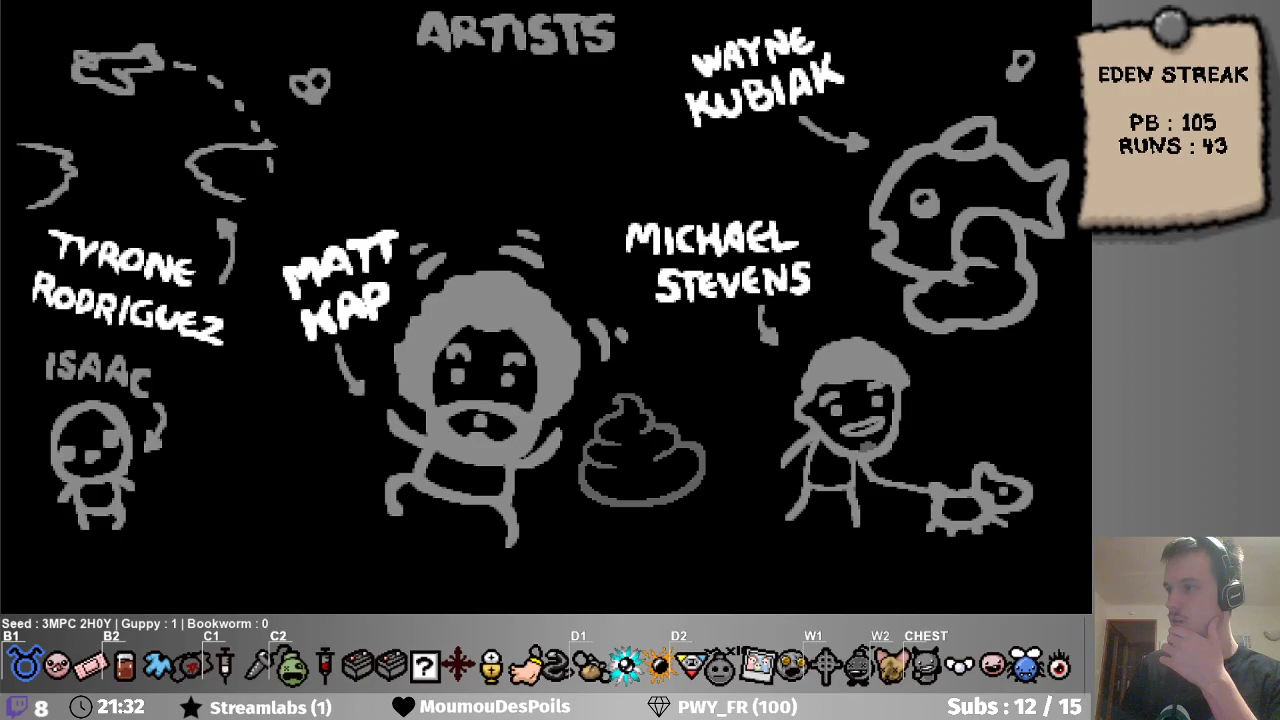 ARTISTS
WAYNE
KUBIAK
EDEN STREAK
PB : 105
RUNS : 43
TYRONE
RODRIGUEZ
MATT
KAP
MICHAEL
STEVENS
ISAAC
Seed : 3MPC 2H0Y | Guppy : 1 | Bookworm : 0
B1 B2 C1 C2 D1 D2 W1 W2 CHEST
8 21:32 Streamlabs (1) MoumouDesPoils PWY_FR (100) Subs : 12 / 15